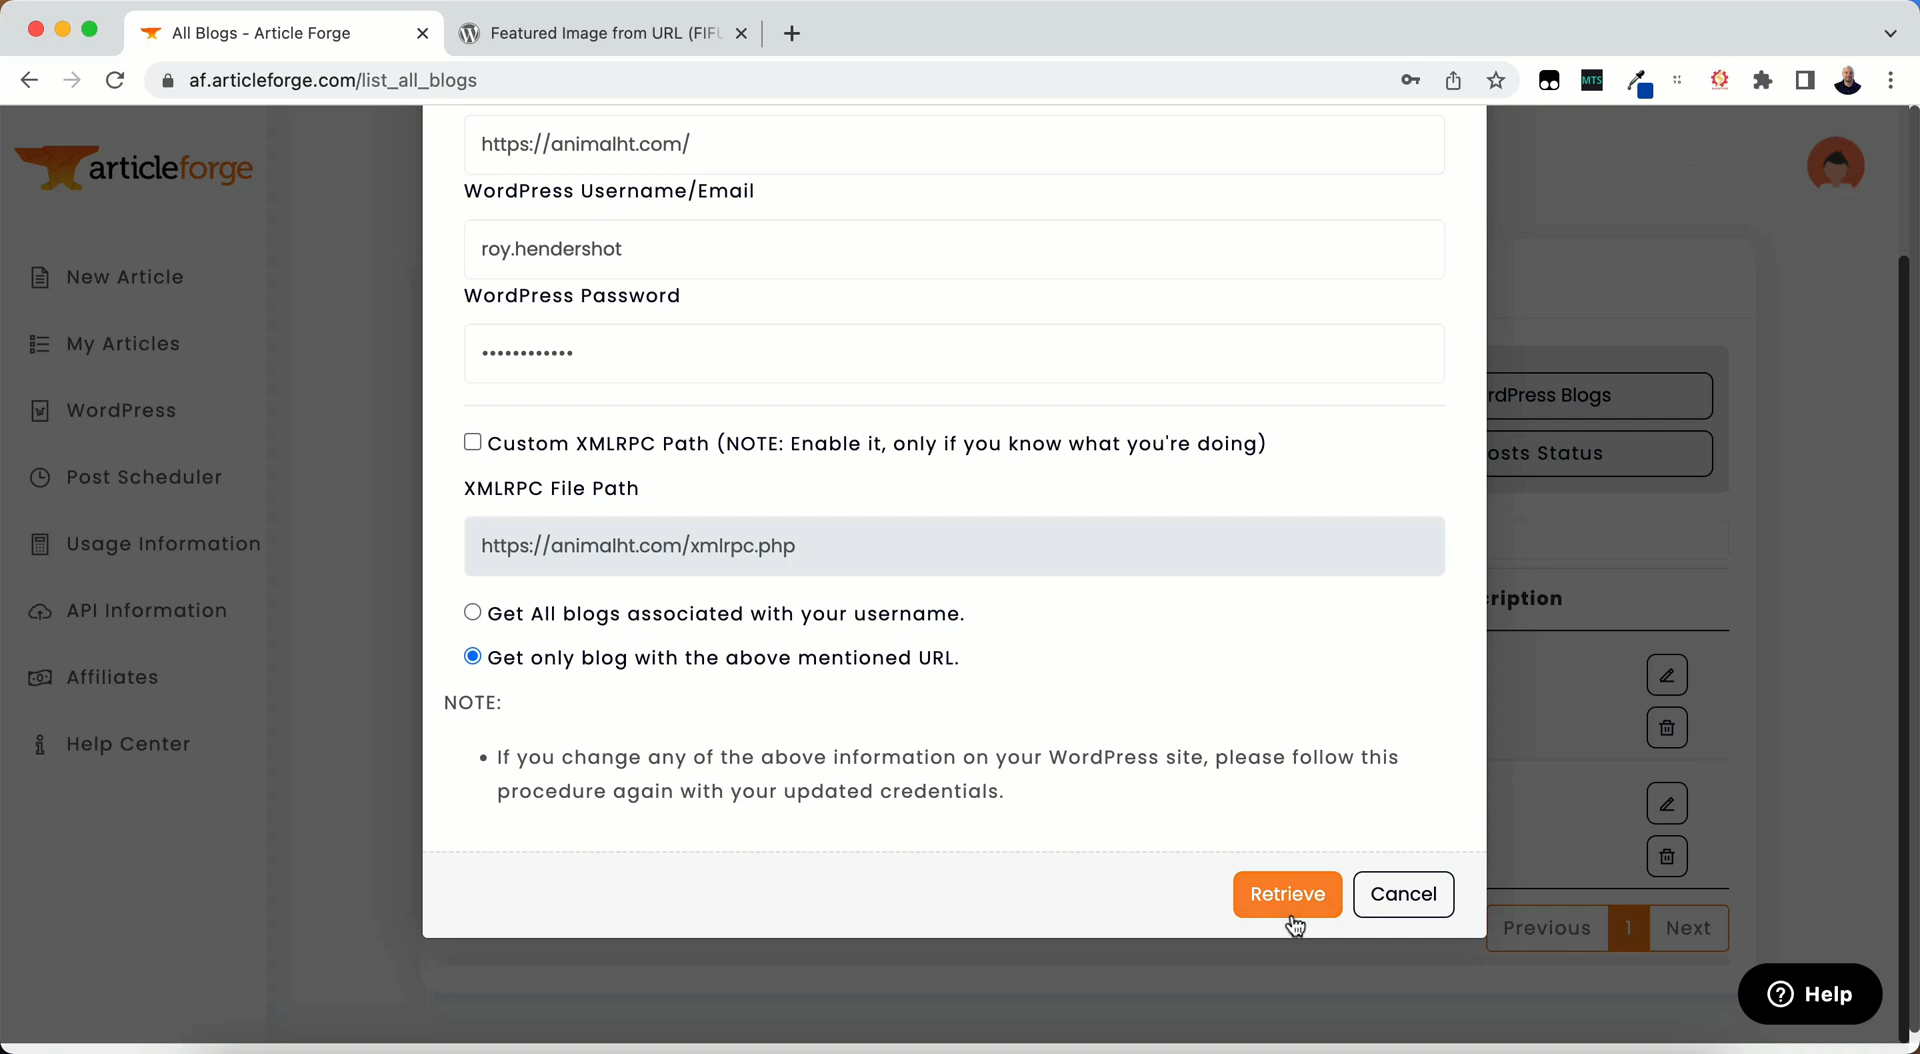 All Blogs - Article Forge
Featured Image from URL (FIFU
af.articleforge.com/list_all_blogs
MTS
articleforge
New Article
My Articles
WordPress
Post Scheduler
Usage Information
API Information
Affiliates
Help Center
https://animalht.com/
WordPress Username/Email
roy.hendershot
WordPress Password
••••••••••••
Custom XMLRPC Path (NOTE: Enable it, only if you know what you're doing)
XMLRPC File Path
https://animalht.com/xmlrpc.php
Get All blogs associated with your username.
Get only blog with the above mentioned URL.
NOTE:
• If you change any of the above information on your WordPress site, please follow this
procedure again with your updated credentials.
Retrieve
Cancel
rdPress Blogs
osts Status
ription
Previous
1
Next
Help